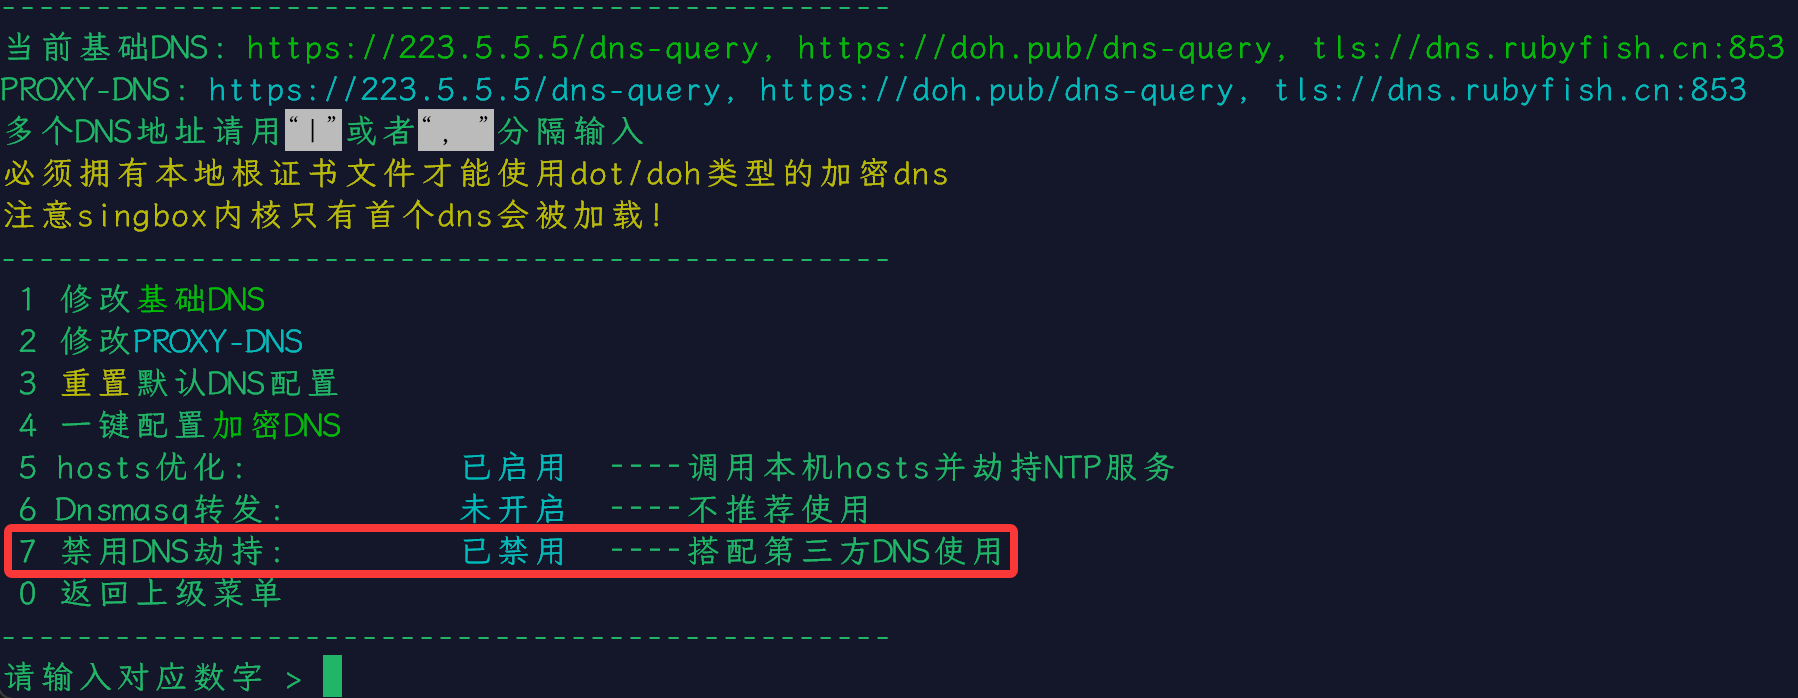 -----------------------------------------------
当前基础DNS: https://223.5.5.5/dns-query, https://doh.pub/dns-query, tls://dns.rubyfish.cn:853
PROXY-DNS: https://223.5.5.5/dns-query, https://doh.pub/dns-query, tls://dns.rubyfish.cn:853
多个DNS地址请用“|”或者“, ”分隔输入
必须拥有本地根证书文件才能使用dot/doh类型的加密dns
注意singbox内核只有首个dns会被加载!
-----------------------------------------------
1 修改基础DNS
2 修改PROXY-DNS
3 重置默认DNS配置
4 一键配置加密DNS
5 hosts优化: 已启用 ----调用本机hosts并劫持NTP服务
6 Dnsmasq转发: 未开启 ----不推荐使用
7 禁用DNS劫持: 已禁用 ----搭配第三方DNS使用
0 返回上级菜单
-----------------------------------------------
请输入对应数字 >